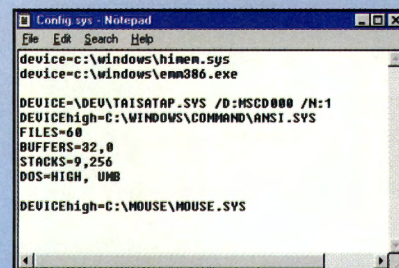 Config.sys - Notepad
File Edit Search Help
device=c:\windows\himem.sys
device=c:\windows\emm386.exe
DEVICE=\DEV\TAISATAP.SYS /D:MSCD000 /N:1
DEVICEhigh=C:\WINDOWS\COMMAND\ANSI.SYS
FILES=60
BUFFERS=32,0
STACKS=9,256
DOS=HIGH, UMB
DEVICEhigh=C:\MOUSE\MOUSE.SYS